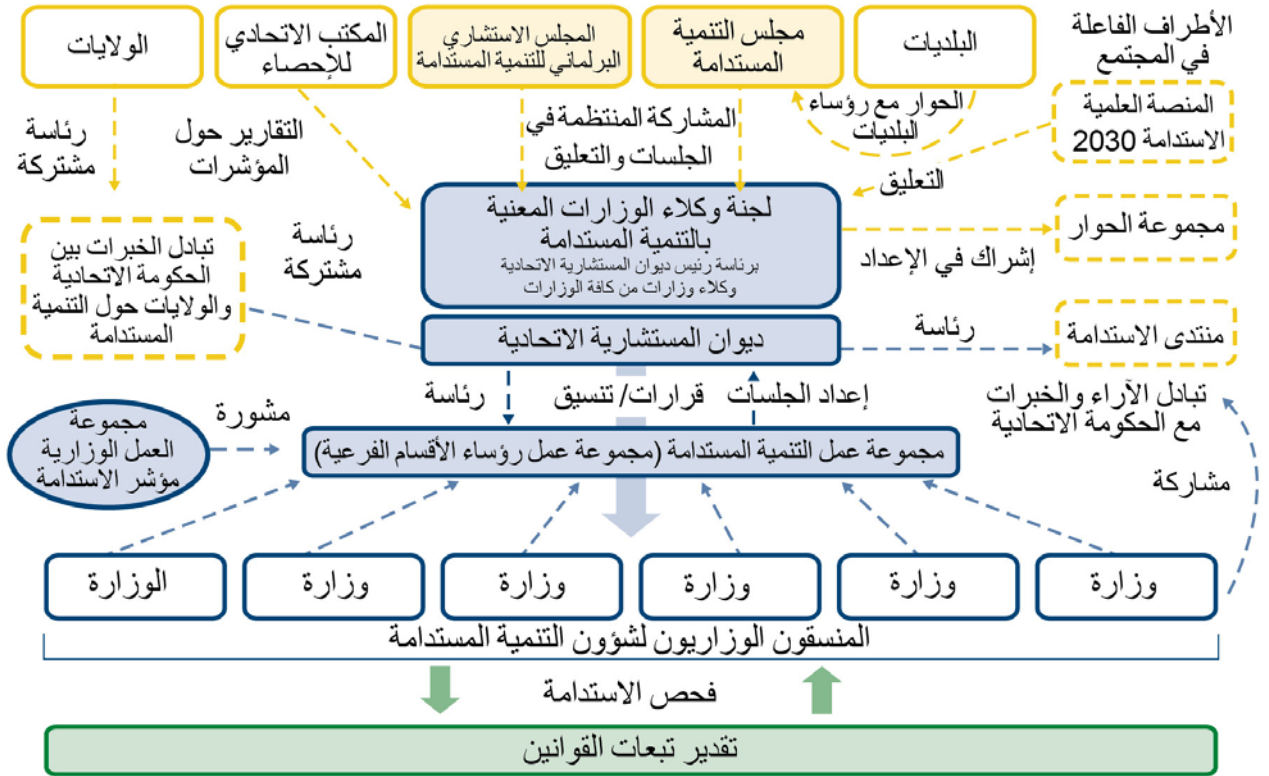 الأطراف الفاعلة
في المجتمع
البلديات
مجلس التنمية
المستدامة
المجلس الاستشاري
البرلماني للتنمية المستدامة
المكتب الاتحادي
للإحصاء
الولايات
المنصة العلمية
الاستدامة 2030
الحوار مع رؤساء
البلديات
المشاركة المنتظمة في
الجلسات والتعليق
التقارير حول
المؤشرات
رئاسة
مشتركة
التعليق
لجنة وكلاء الوزارات المعنية
بالتنمية المستدامة
برئاسة رئيس ديوان المستشارية الاتحادية
وكلاء وزارات من كافة الوزارات
مجموعة الحوار
إشراك في الإعداد
رئاسة
مشتركة
تبادل الخبرات بين
الحكومة الاتحادية
والولايات حول التنمية
المستدامة
منتدى الاستدامة
رئاسة
ديوان المستشارية الاتحادية
تبادل الآراء والخبرات
مع الحكومة الاتحادية
إعداد الجلسات
قرارات/ تنسيق
رئاسة
مشورة
مجموعة
العمل الوزارية
مؤشر الاستدامة
مجموعة عمل التنمية المستدامة (مجموعة عمل رؤساء الأقسام الفرعية)
مشاركة
وزارة
وزارة
وزارة
وزارة
وزارة
الوزارة
المنسقون الوزاريون لشؤون التنمية المستدامة
فحص الاستدامة
تقدير تبعات القوانين